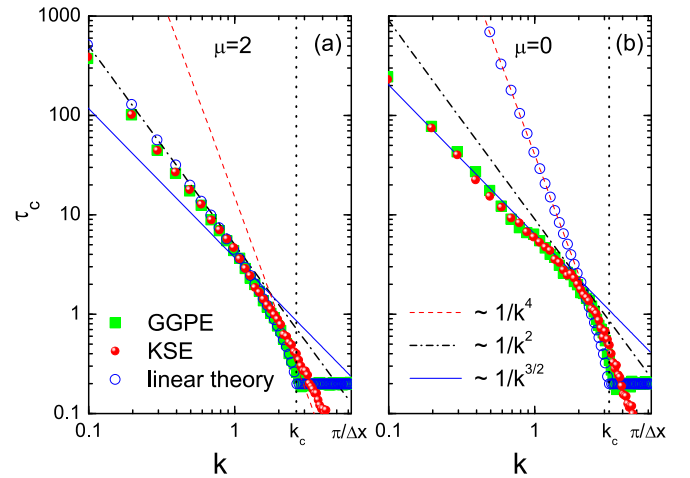 μ=2 (a)
μ=0 (b)
1000
100
10
1
0.1
τc
GGPE
KSE
linear theory
~ 1/k⁴
~ 1/k²
~ 1/k³/²
0.1 1 kc π/Δx
0.1 1 kc π/Δx
k
k